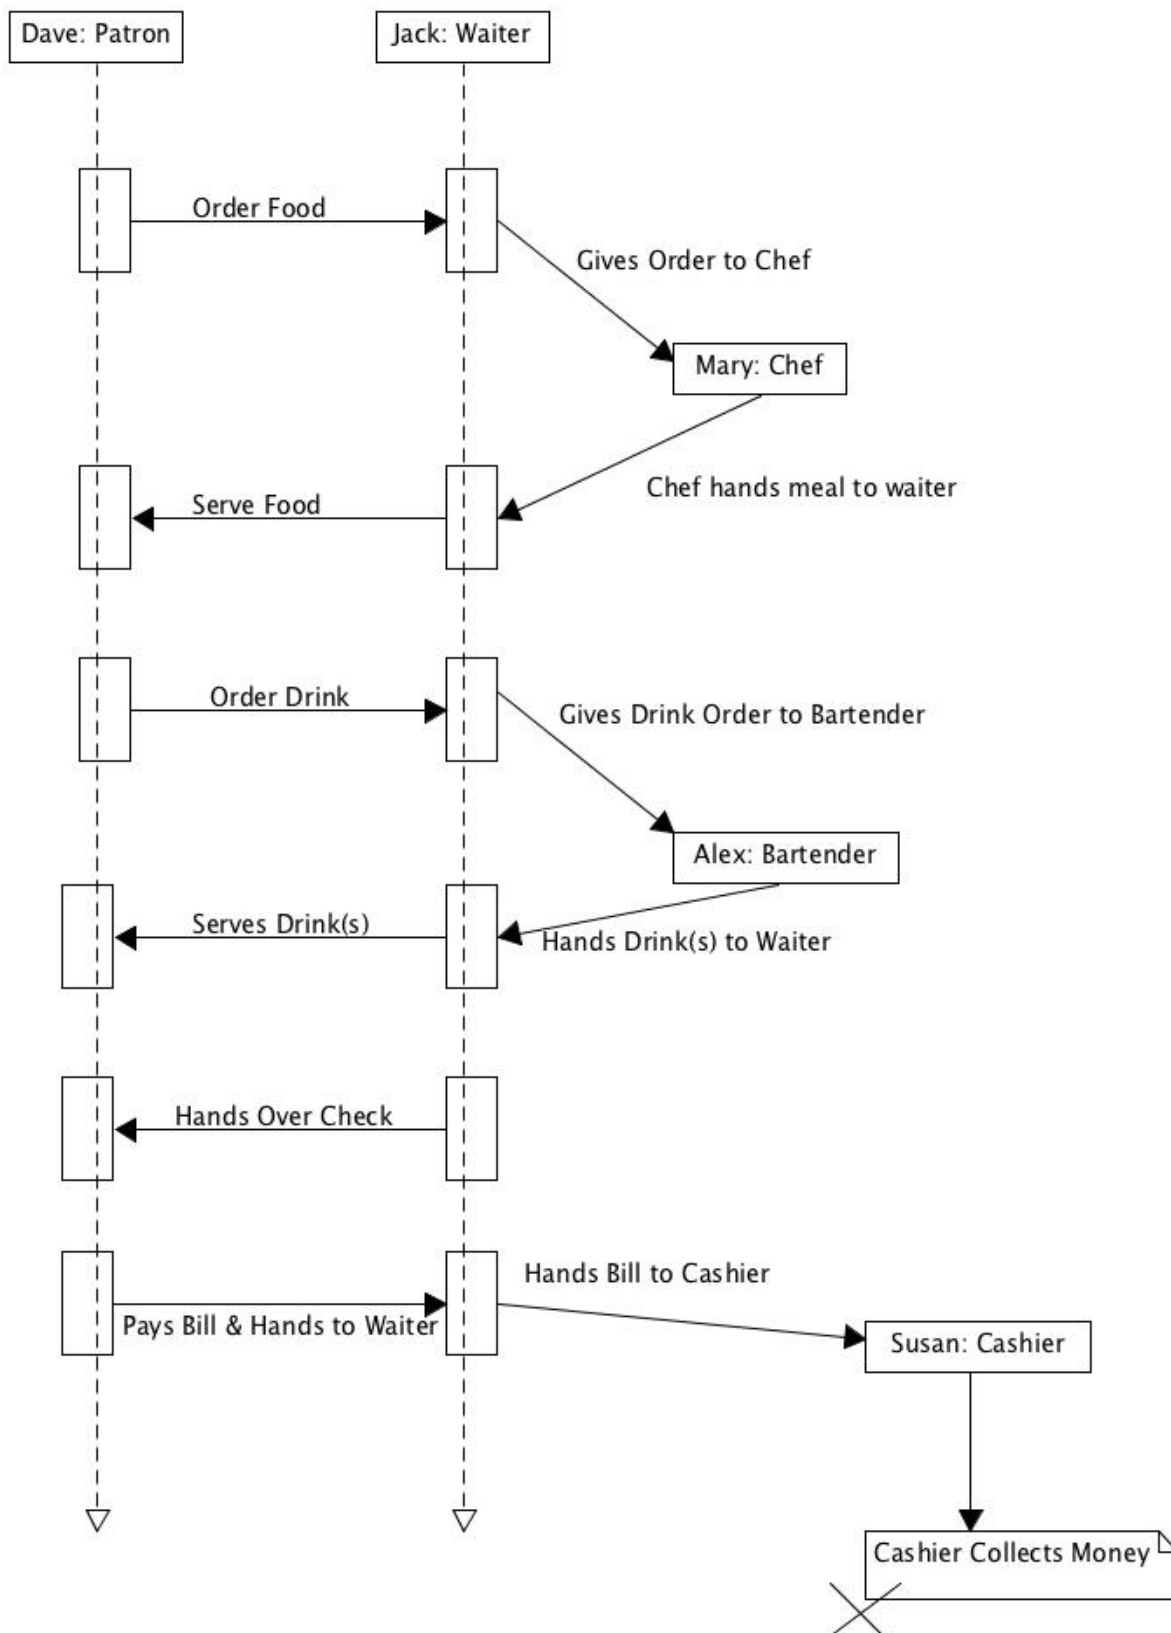 Dave: Patron
Jack: Waiter
Order Food
Gives Order to Chef
Mary: Chef
Chef hands meal to waiter
Serve Food
Order Drink
Gives Drink Order to Bartender
Alex: Bartender
Serves Drink(s)
Hands Drink(s) to Waiter
Hands Over Check
Hands Bill to Cashier
Pays Bill & Hands to Waiter
Susan: Cashier
Cashier Collects Money